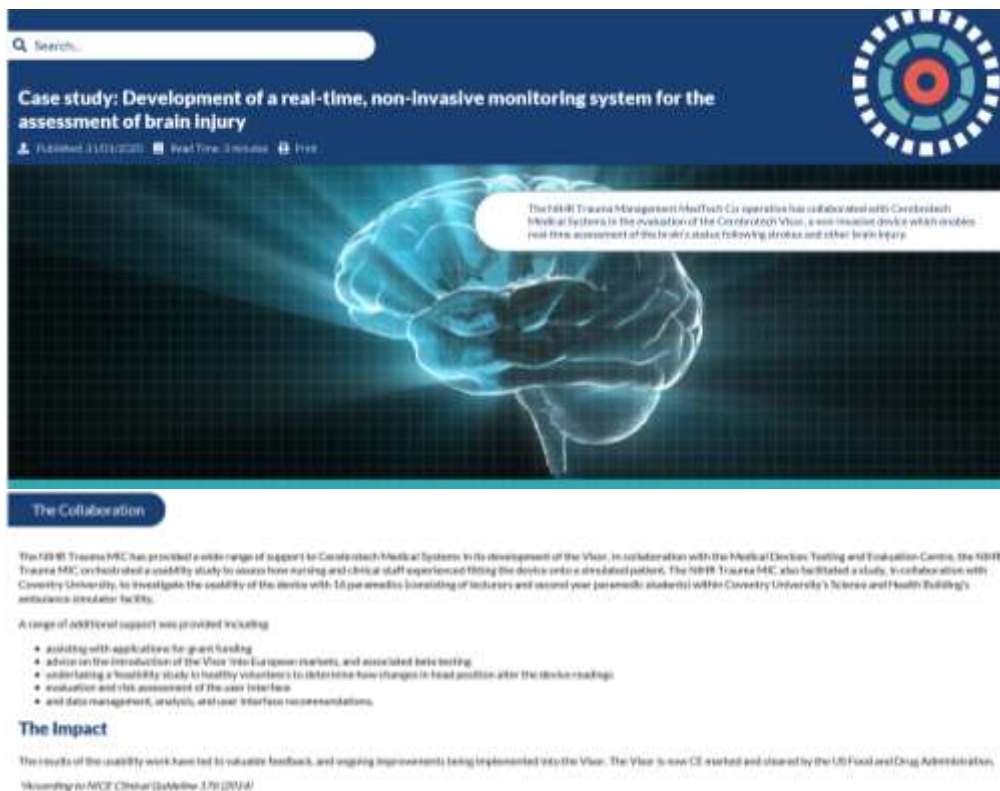 Search...
Case study: Development of a real-time, non-invasive monitoring system for the
assessment of brain injury
Published: 31/03/2020 Read Time: 3 minutes Print
The NIHR Trauma Management MedTech Co-operative has collaborated with Cerebrotech
Medical Systems in the evaluation of the Cerebrotech Visor, a non-invasive device which enables
real-time assessment of the brain's status following strokes and other brain injury.
The Collaboration
The NIHR Trauma MIC has provided a wide range of support to Cerebrotech Medical Systems in its development of the Visor. In collaboration with the Medical Devices Testing and Evaluation Centre, the NIHR
Trauma MIC orchestrated a usability study to assess how nursing and clinical staff experienced fitting the device onto a simulated patient. The NIHR Trauma MIC also facilitated a study, in collaboration with
Coventry University, to investigate the usability of the device with 16 paramedics (consisting of lecturers and second year paramedic students) within Coventry University's Science and Health Building's
ambulance simulator facility.
A range of additional support was provided including:
• assisting with applications for grant funding
• advice on the introduction of the Visor into European markets, and associated beta testing
• undertaking a feasibility study in healthy volunteers to determine how changes in head position alter the device readings
• evaluation and risk assessment of the user interface
• and data management, analysis, and user interface recommendations.
The Impact
The results of the usability work have led to valuable feedback, and ongoing improvements being implemented into the Visor. The Visor is now CE marked and cleared by the US Food and Drug Administration.
*According to NICE Clinical Guideline 176 (2014)